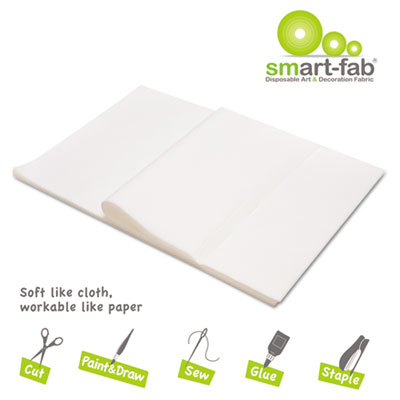 smart-fab®
Disposable Art & Decoration Fabric
Soft like cloth,
workable like paper
Cut
Paint&Draw
Sew
Glue
Staple